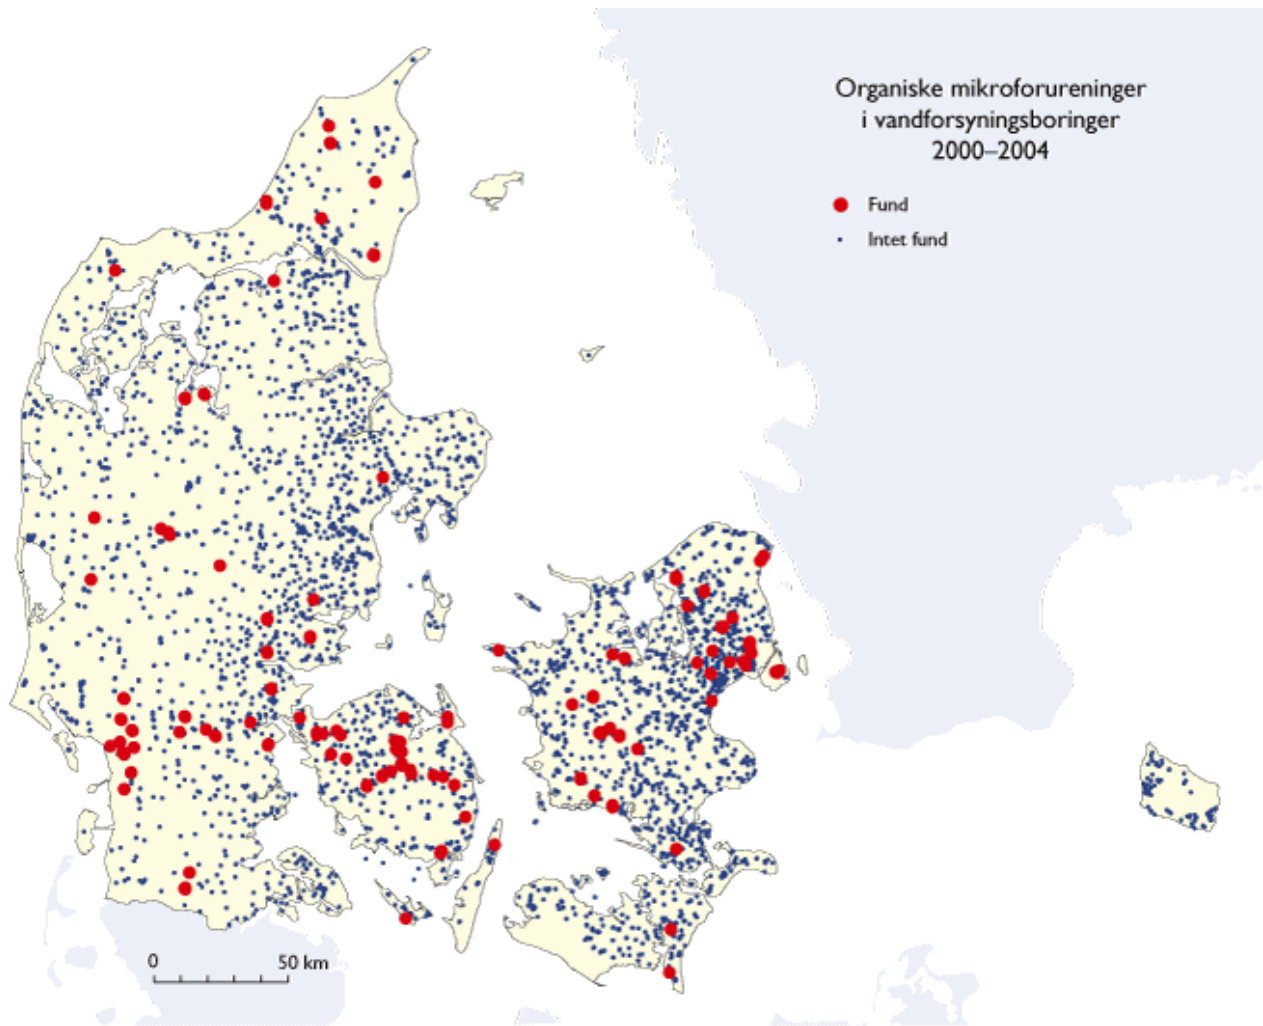 Organiske mikroforureninger
i vandforsyningsboringer
2000–2004
Fund
Intet fund
0 50 km